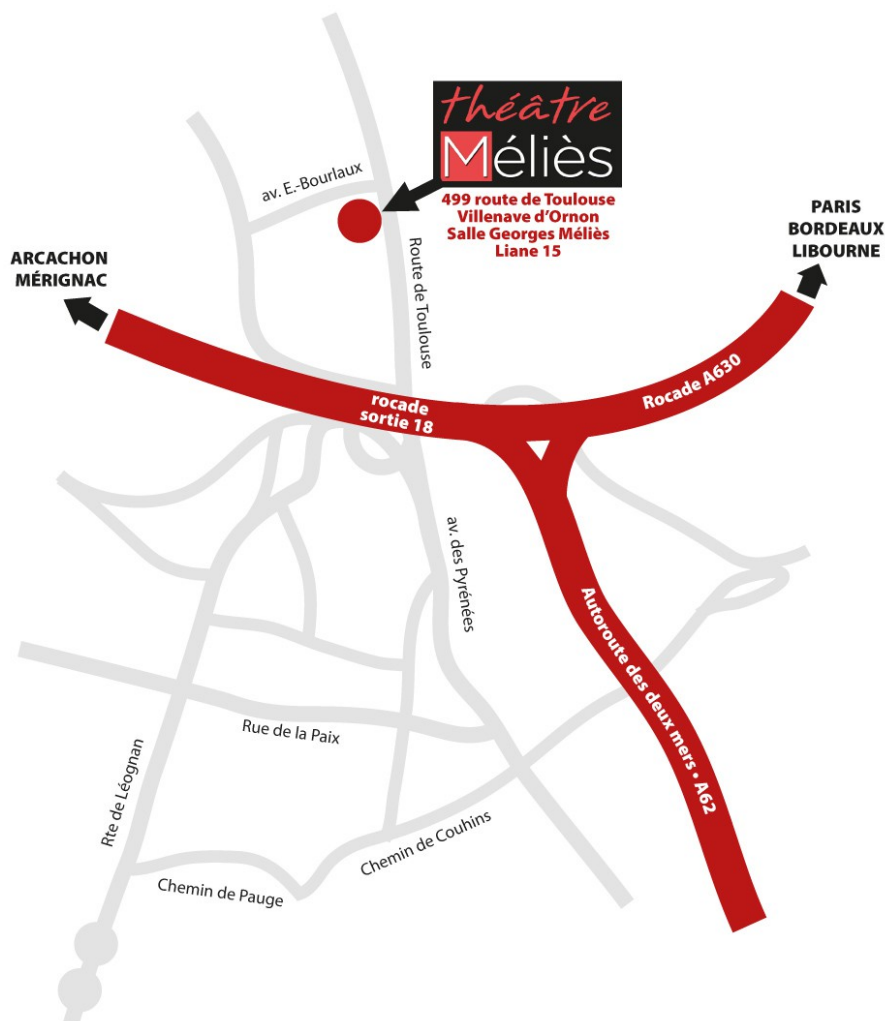 théâtre
Méliès
av. E.-Bourlaux
499 route de Toulouse
Villenave d'Ornon
Salle Georges Méliès
Liane 15
PARIS
BORDEAUX
LIBOURNE
ARCACHON
MÉRIGNAC
Route de Toulouse
Rocade A630
rocade
sortie 18
av. des Pyrénées
Autoroute des deux mers • A62
Rue de la Paix
Rte de Léognan
Chemin de Couhins
Chemin de Pauge